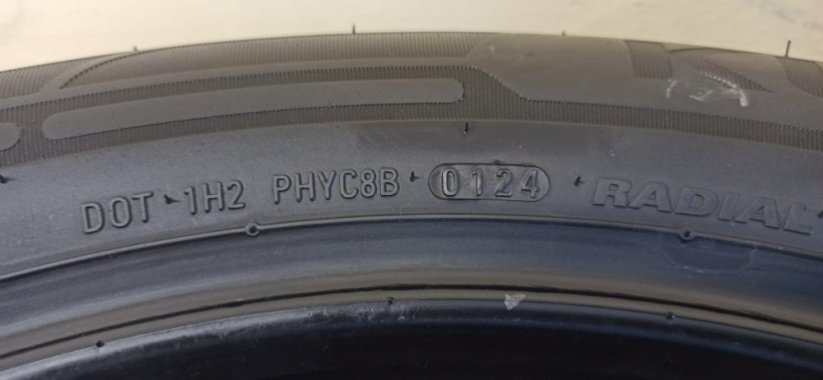 DOT 1H2 PHYC8B 0124 RADIAL